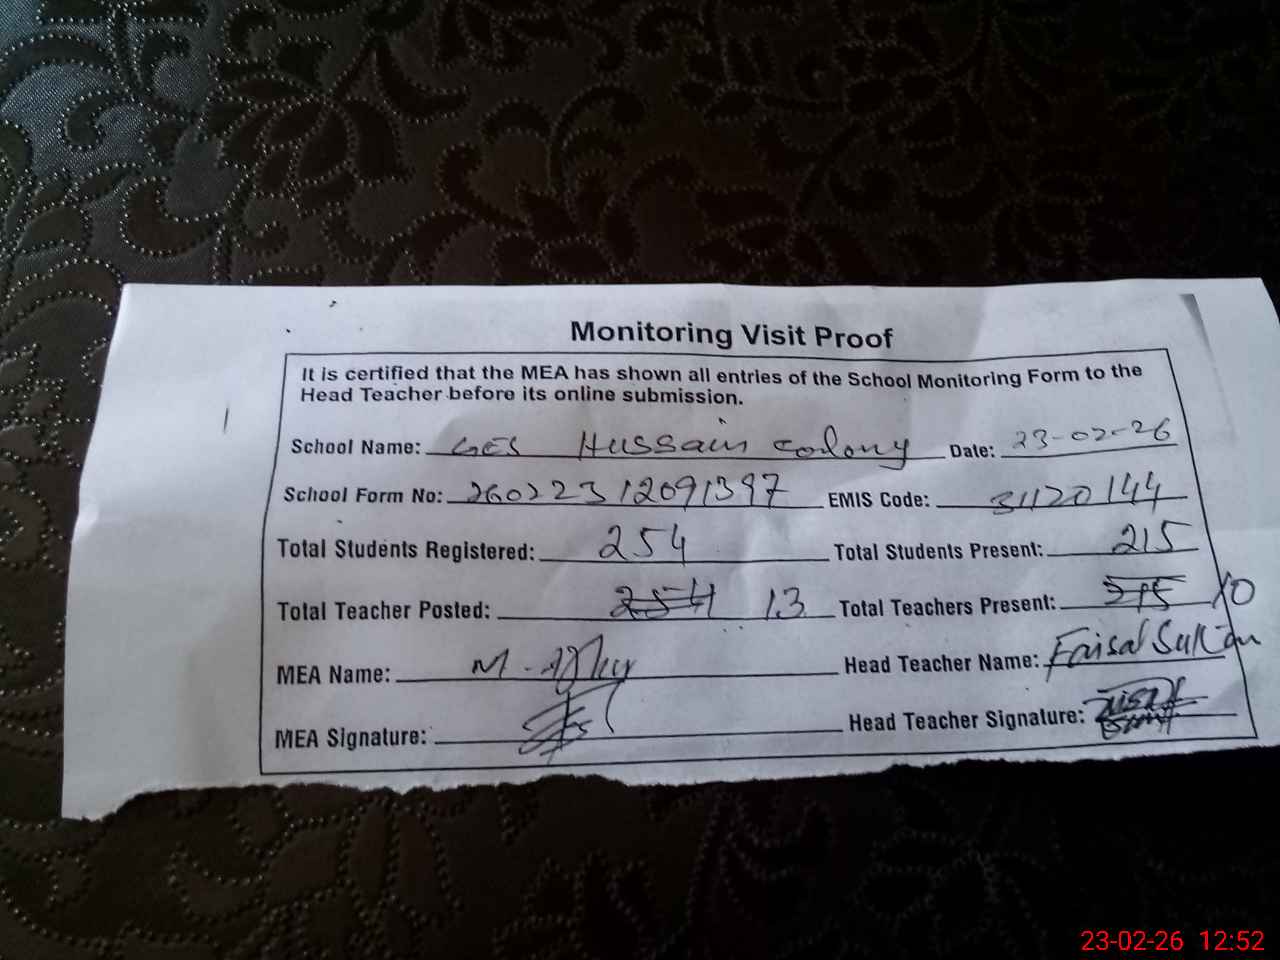 Monitoring Visit Proof
It is certified that the MEA has shown all entries of the School Monitoring Form to the
Head Teacher before its online submission.
School Name: GES Hussain Colony Date: 23-02-26
School Form No: 26022312091397 EMIS Code: 31120144
Total Students Registered: 254 Total Students Present: 215
Total Teacher Posted: 254 13 Total Teachers Present: 215 10
MEA Name: M. Head Teacher Name: Faisal Sultan
MEA Signature: Head Teacher Signature:
23-02-26 12:52